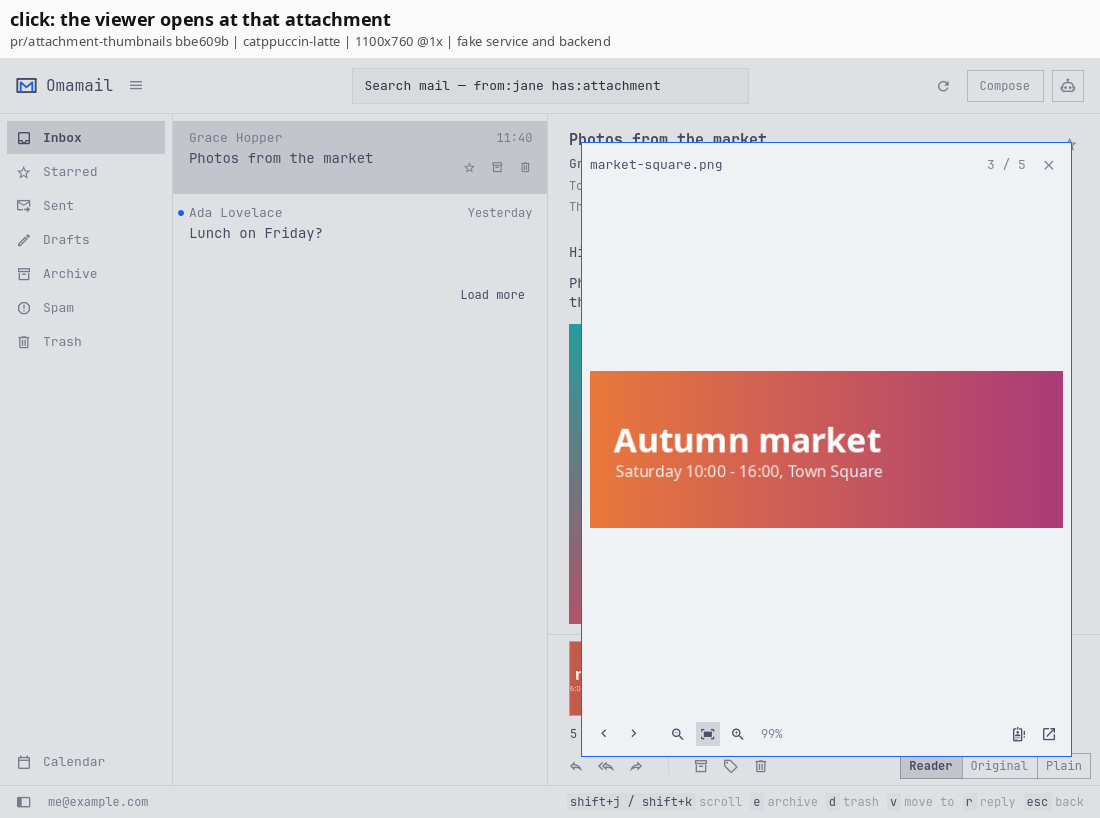 click: the viewer opens at that attachment
pr/attachment-thumbnails bbe609b | catppuccin-latte | 1100x760 @1x | fake service and backend
Omamail
Search mail — from:jane has:attachment
Compose
Inbox
Starred
Sent
Drafts
Archive
Spam
Trash
Calendar
me@example.com
Grace Hopper 11:40
Photos from the market
Ada Lovelace Yesterday
Lunch on Friday?
Load more
Photos from the market
market-square.png 3 / 5
Autumn market
Saturday 10:00 - 16:00, Town Square
99%
5
Reader Original Plain
shift+j / shift+k scroll e archive d trash v move to r reply esc back